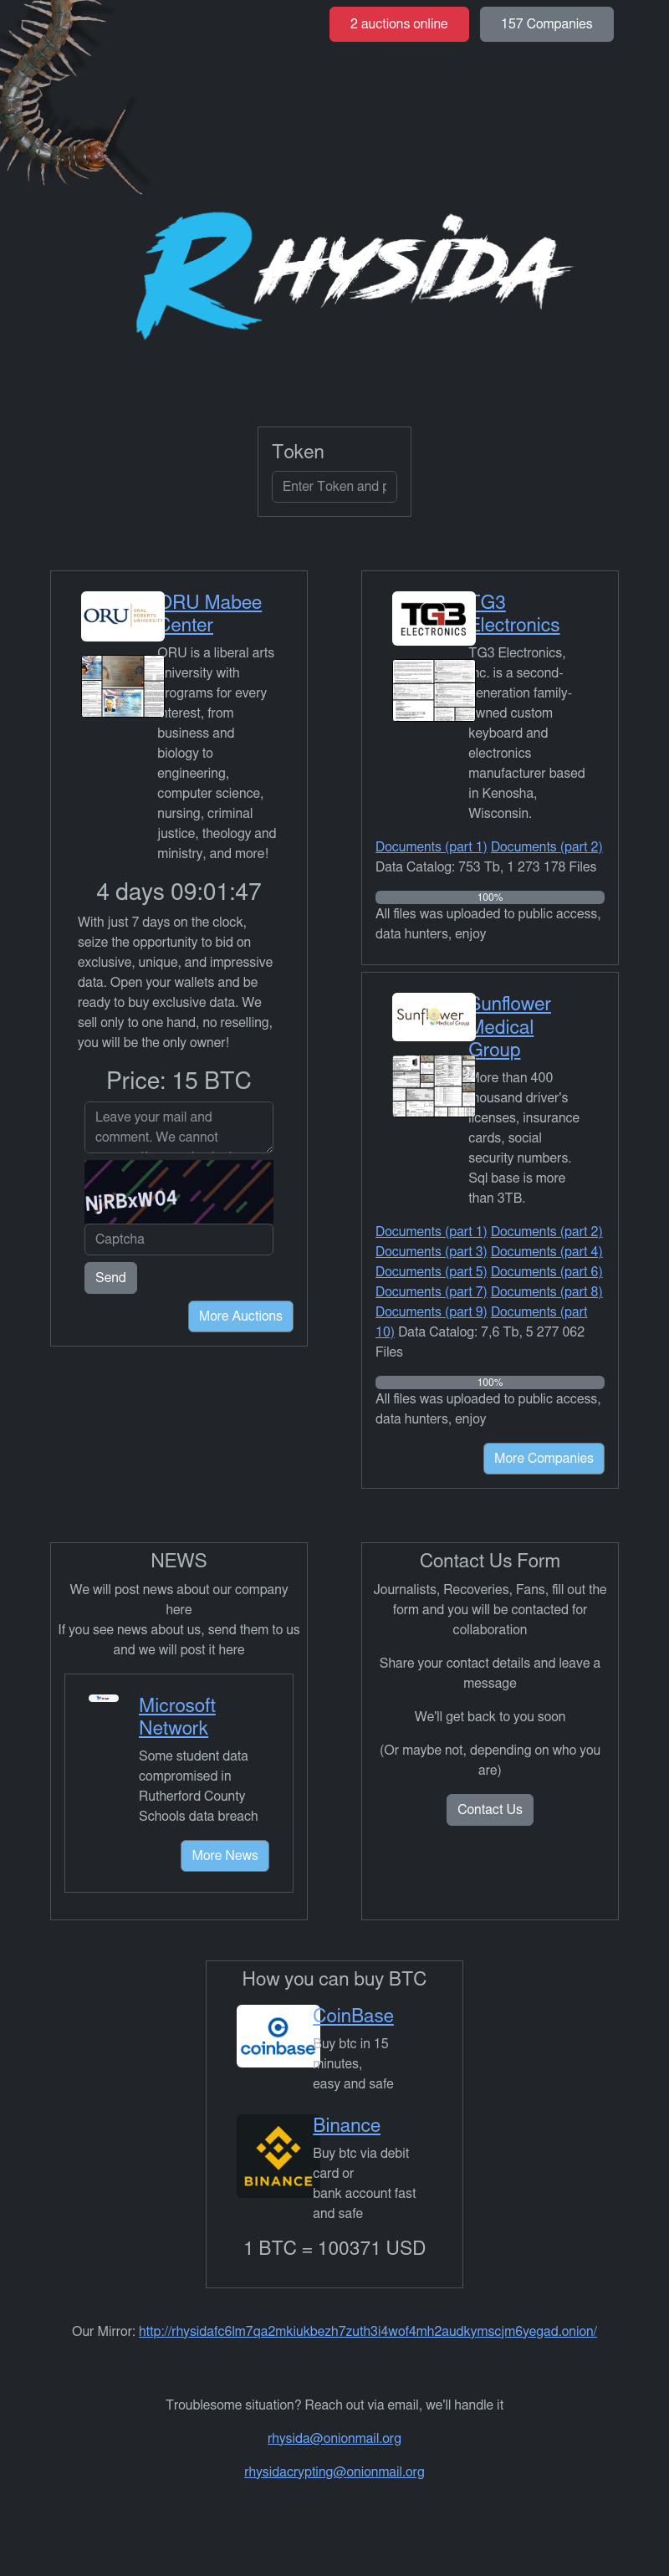 2 auctions online
157 Companies
RHYSIDA
Token
Enter Token and p
ORU ORAL ROBERTS UNIVERSITY
ORU Mabee
Center
ORU is a liberal arts
university with
programs for every
interest, from
business and
biology to
engineering,
computer science,
nursing, criminal
justice, theology and
ministry, and more!
4 days 09:01:47
With just 7 days on the clock,
seize the opportunity to bid on
exclusive, unique, and impressive
data. Open your wallets and be
ready to buy exclusive data. We
sell only to one hand, no reselling,
you will be the only owner!
Price: 15 BTC
Leave your mail and
comment. We cannot
NjRBxW04
Captcha
Send
More Auctions
TG3
ELECTRONICS
TG3
Electronics
TG3 Electronics,
Inc. is a second-
generation family-
owned custom
keyboard and
electronics
manufacturer based
in Kenosha,
Wisconsin.
Documents (part 1) Documents (part 2)
Data Catalog: 753 Tb, 1 273 178 Files
100%
All files was uploaded to public access,
data hunters, enjoy
Sunflower
Medical Group
Sunflower
Medical
Group
More than 400
thousand driver's
licenses, insurance
cards, social
security numbers.
Sql base is more
than 3TB.
Documents (part 1) Documents (part 2)
Documents (part 3) Documents (part 4)
Documents (part 5) Documents (part 6)
Documents (part 7) Documents (part 8)
Documents (part 9) Documents (part
10) Data Catalog: 7,6 Tb, 5 277 062
Files
100%
All files was uploaded to public access,
data hunters, enjoy
More Companies
NEWS
We will post news about our company
here
If you see news about us, send them to us
and we will post it here
Microsoft
Network
Some student data
compromised in
Rutherford County
Schools data breach
More News
Contact Us Form
Journalists, Recoveries, Fans, fill out the
form and you will be contacted for
collaboration
Share your contact details and leave a
message
We'll get back to you soon
(Or maybe not, depending on who you
are)
Contact Us
How you can buy BTC
coinbase
CoinBase
Buy btc in 15
minutes,
easy and safe
BINANCE
Binance
Buy btc via debit
card or
bank account fast
and safe
1 BTC = 100371 USD
Our Mirror: http://rhysidafc6lm7qa2mkiukbezh7zuth3i4wof4mh2audkymscjm6yegad.onion/
Troublesome situation? Reach out via email, we'll handle it
rhysida@onionmail.org
rhysidacrypting@onionmail.org